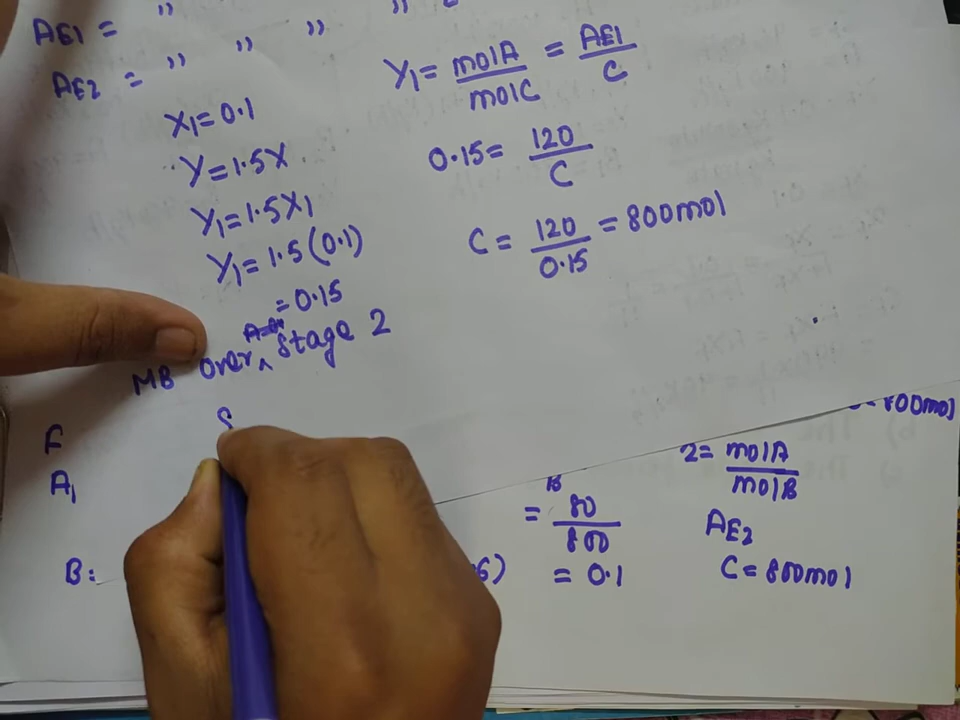 AE1 = " " "
AE2 = " " "
X1 = 0.1
Y = 1.5X
Y1 = 1.5X1
Y1 = 1.5(0.1)
= 0.15
Y1 = molA/molC = AE1/C
0.15 = 120/C
C = 120/0.15 = 800mol
MB over stage 2
F
A1
B:
= 80/800
= 0.1
2 = molA/molB
AE2
C = 800mol